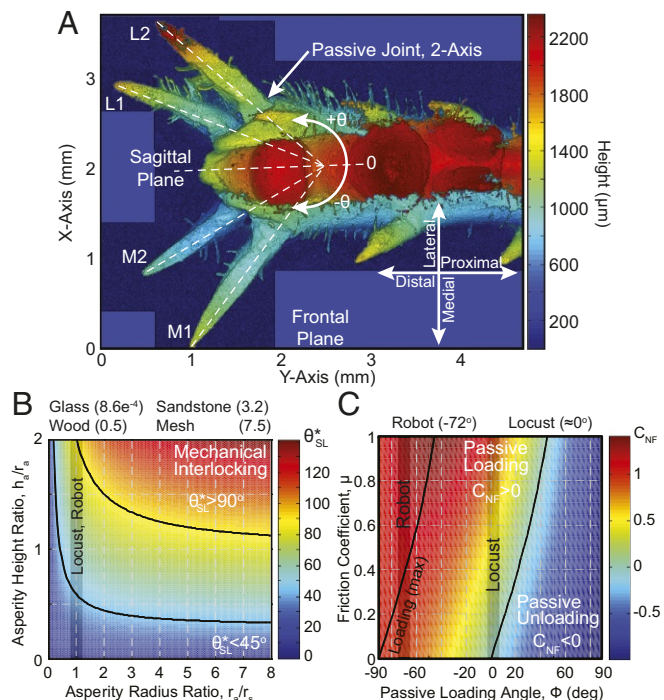 A
L2
Passive Joint, 2-Axis
L1
+θ
Sagittal
Plane
0
-θ
M2
M1
Lateral
Proximal
Distal
Medial
Frontal
Plane
X-Axis (mm)
3
2
1
0
0 1 2 3 4
Y-Axis (mm)
2200
1800
1400
1000
600
200
Height (µm)
B
Glass (8.6e⁻⁴) Sandstone (3.2)
Wood (0.5) Mesh (7.5)
θ*SL
Mechanical
Interlocking
θ*SL>90°
Locust, Robot
θ*SL<45°
Asperity Height Ratio, hₐ/rₐ
2
1
0
0 1 2 3 4 5 6 7 8
Asperity Radius Ratio, rₐ/rₛ
140
120
100
80
60
40
20
0
C
Robot (-72°) Locust (≈0°)
C_NF
Passive
Loading
C_NF>0
Robot
Loading (max)
Locust
Passive
Unloading
C_NF<0
Friction Coefficient, µ
1
0.8
0.6
0.4
0.2
0
-90 -60 -20 0 20 60 90
Passive Loading Angle, Φ (deg)
1
0.5
0
-0.5